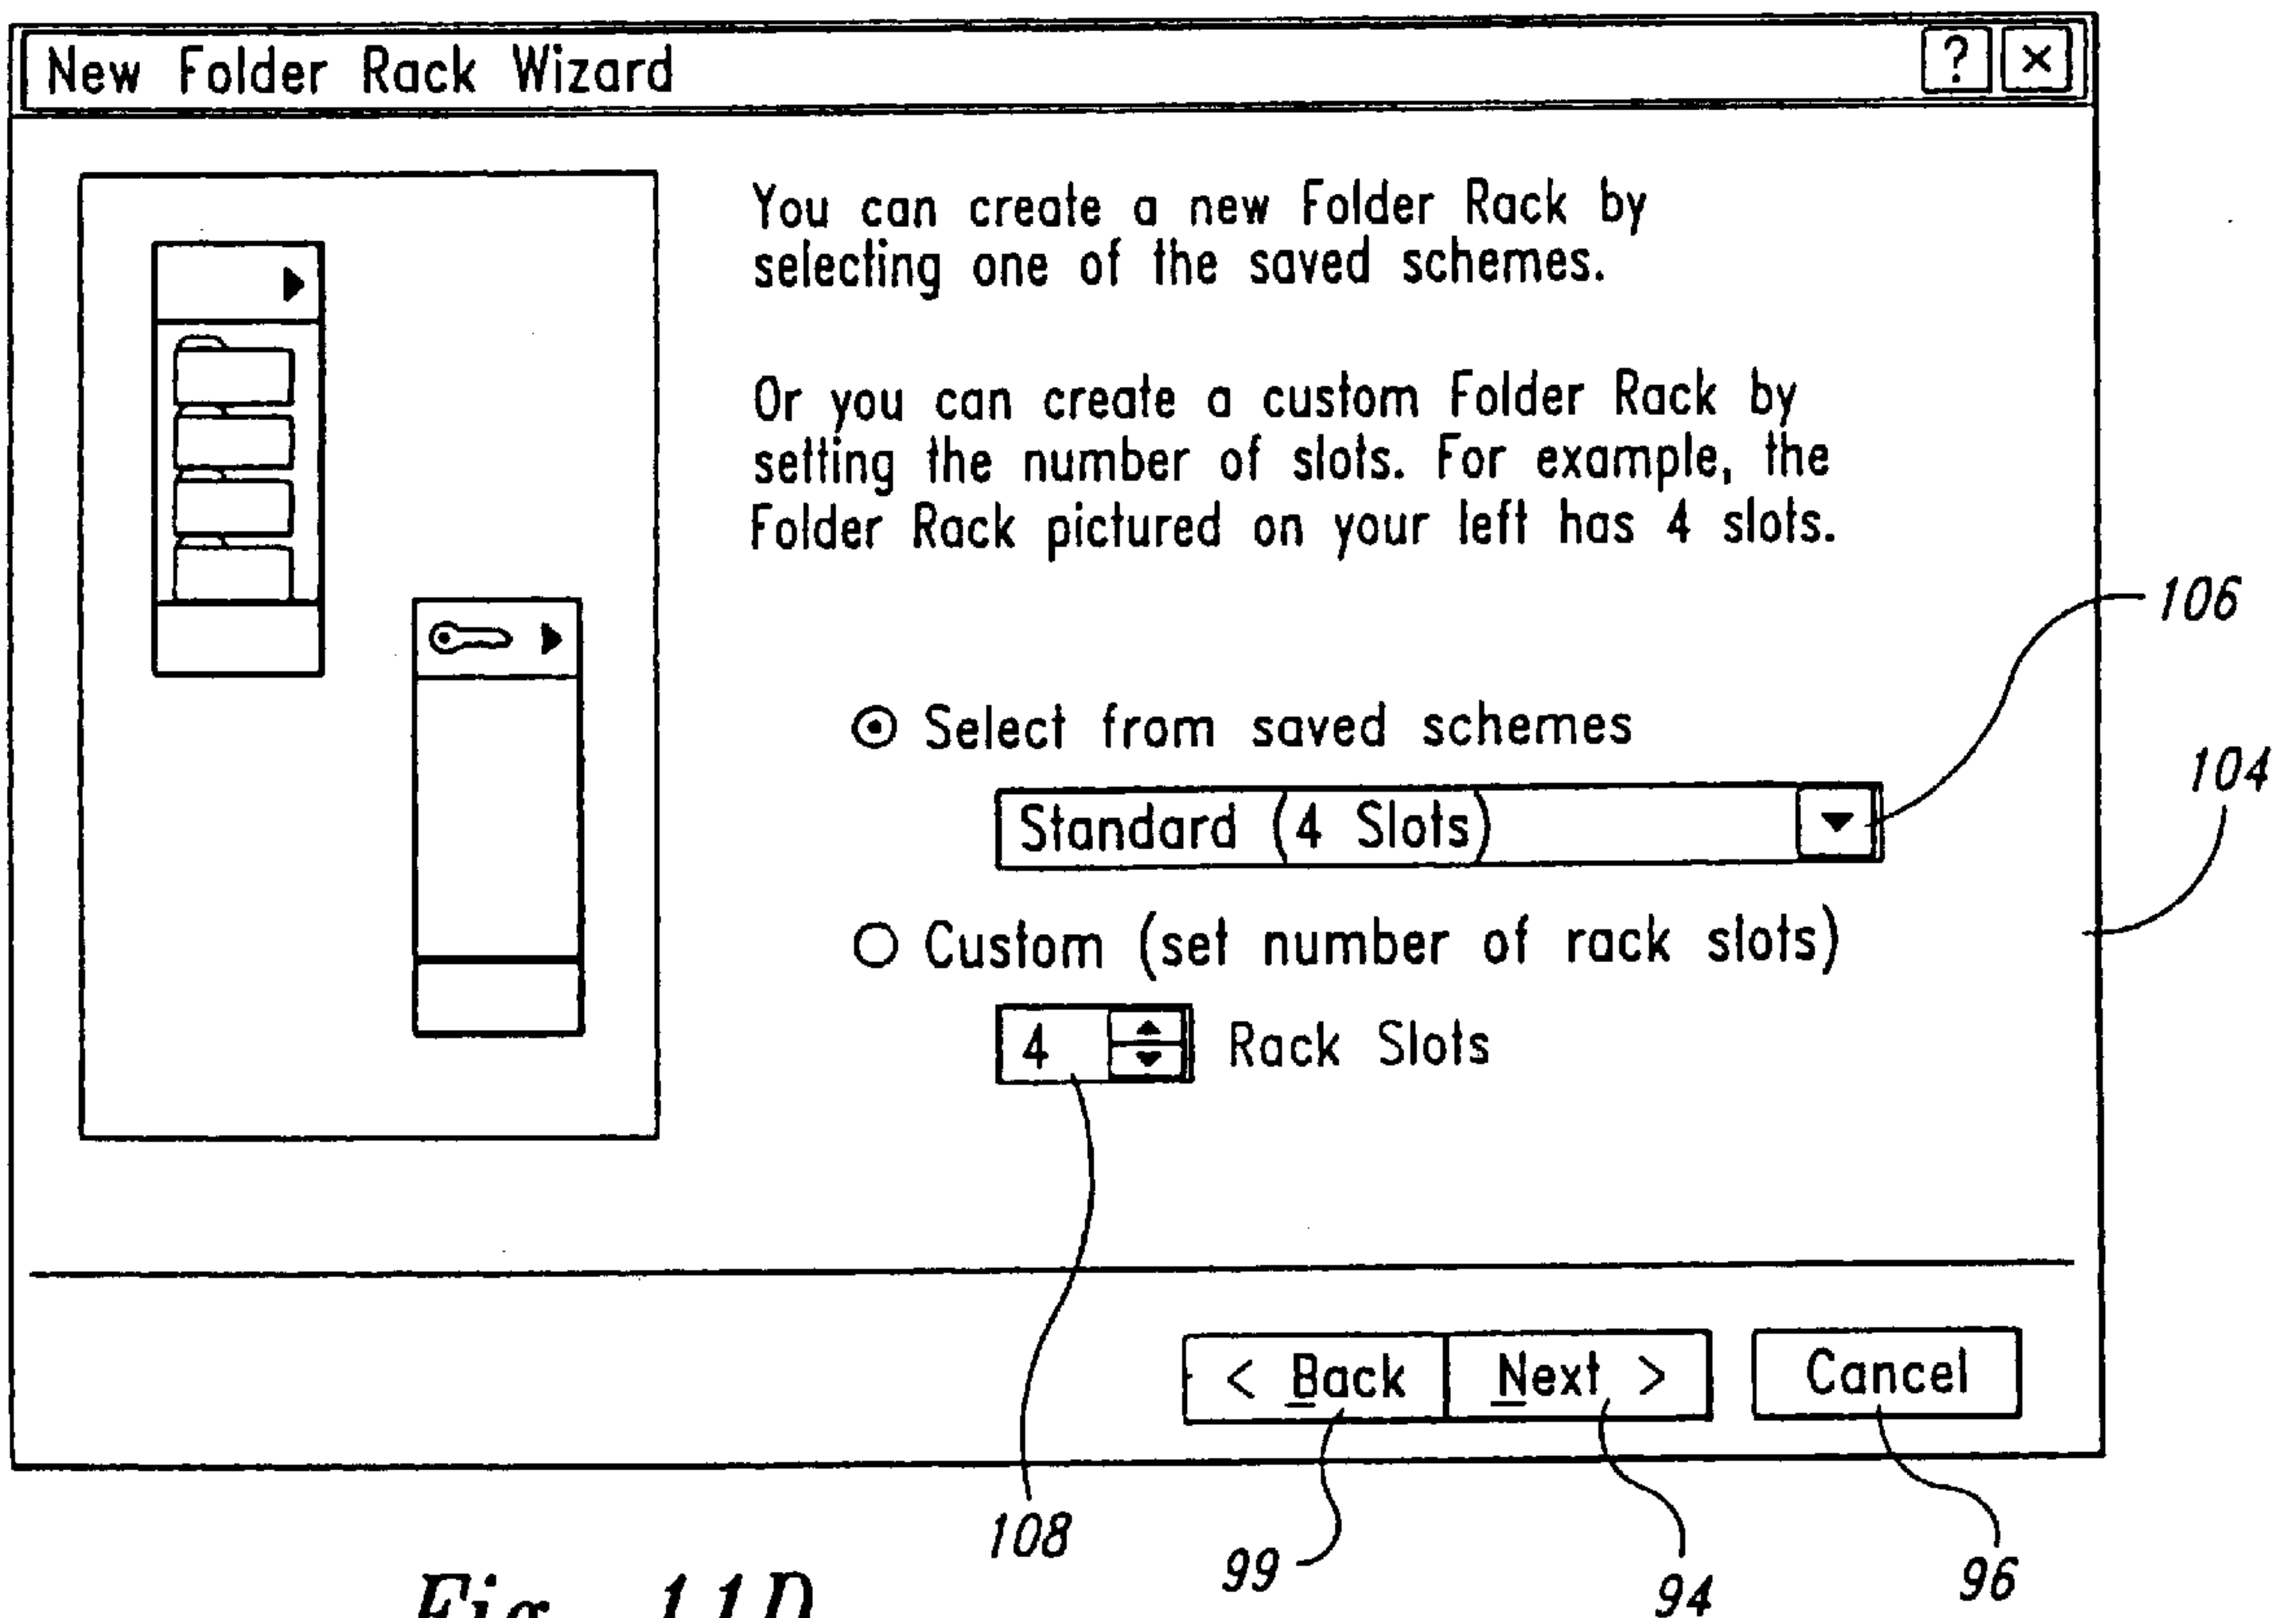 New Folder Rack Wizard ? ×
You can create a new Folder Rack by
selecting one of the saved schemes.
Or you can create a custom Folder Rack by
setting the number of slots. For example, the
Folder Rack pictured on your left has 4 slots.
106
Select from saved schemes
104
Standard (4 Slots)
Custom (set number of rack slots)
4 Rack Slots
< Back Next > Cancel
108 99 94 96
Fig. 11D